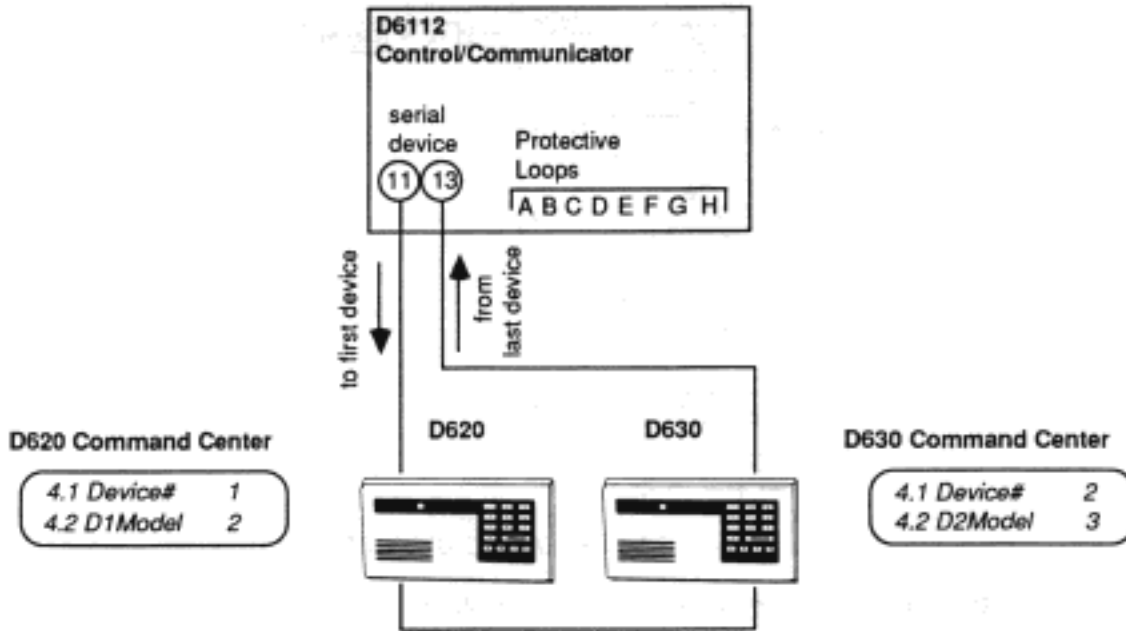 D6112
Control/Communicator
serial
device
Protective
Loops
11 13
A B C D E F G H
to first device
from
last device
D620
D630
D620 Command Center
4.1 Device# 1
4.2 D1Model 2
D630 Command Center
4.1 Device# 2
4.2 D2Model 3